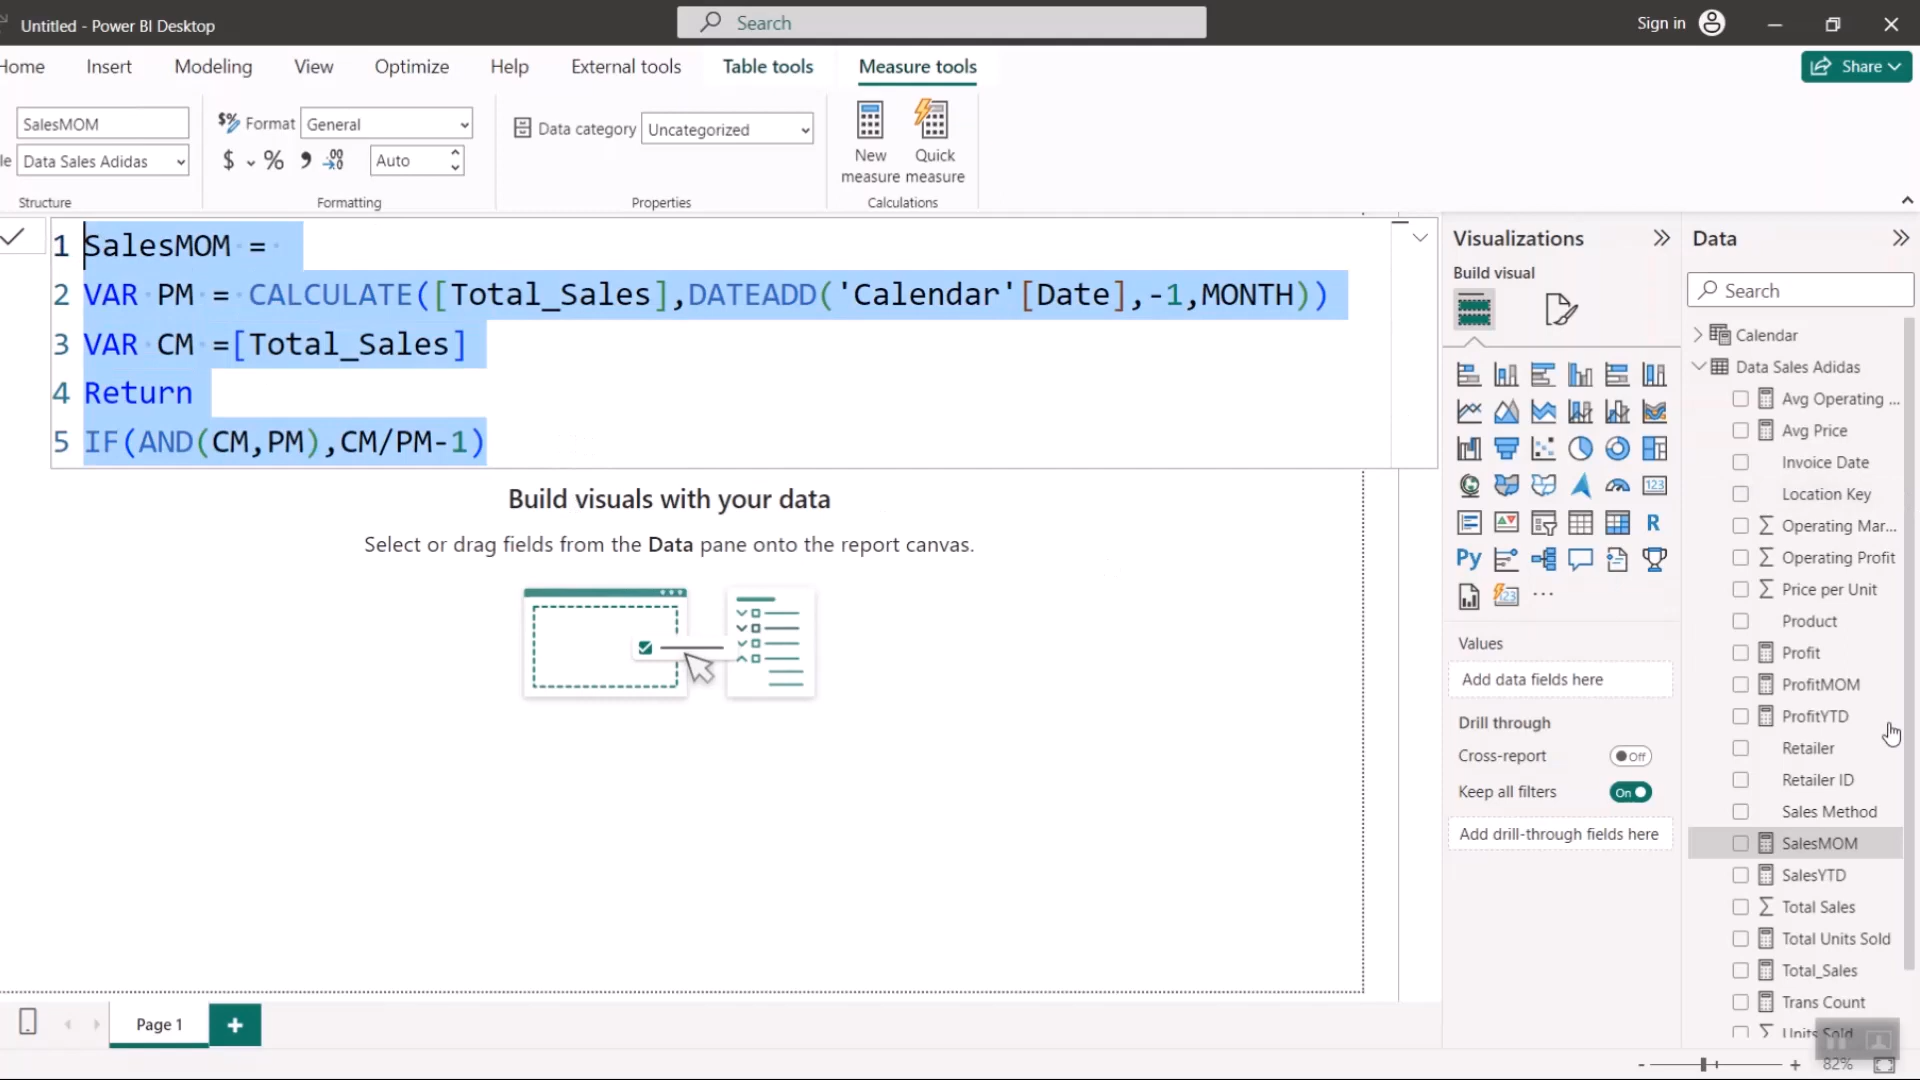 Untitled - Power BI Desktop
Search
Sign in
Home
Insert
Modeling
View
Optimize
Help
External tools
Table tools
Measure tools
Share
SalesMOM
Format
General
Data category
Uncategorized
New
measure
Quick
measure
le
Data Sales Adidas
$
%
Auto
Structure
Formatting
Properties
Calculations
1 SalesMOM =
2 VAR PM = CALCULATE([Total_Sales],DATEADD('Calendar'[Date],-1,MONTH))
3 VAR CM =[Total_Sales]
4 Return
5 IF(AND(CM,PM),CM/PM-1)
Build visuals with your data
Select or drag fields from the Data pane onto the report canvas.
Visualizations
Build visual
123
R
Py
123
Values
Add data fields here
Drill through
Cross-report
Off
Keep all filters
On
Add drill-through fields here
Data
Search
Calendar
Data Sales Adidas
Avg Operating ...
Avg Price
Invoice Date
Location Key
Operating Mar...
Operating Profit
Price per Unit
Product
Profit
ProfitMOM
ProfitYTD
Retailer
Retailer ID
Sales Method
SalesMOM
SalesYTD
Total Sales
Total Units Sold
Total_Sales
Trans Count
Units Sold
Page 1
82%